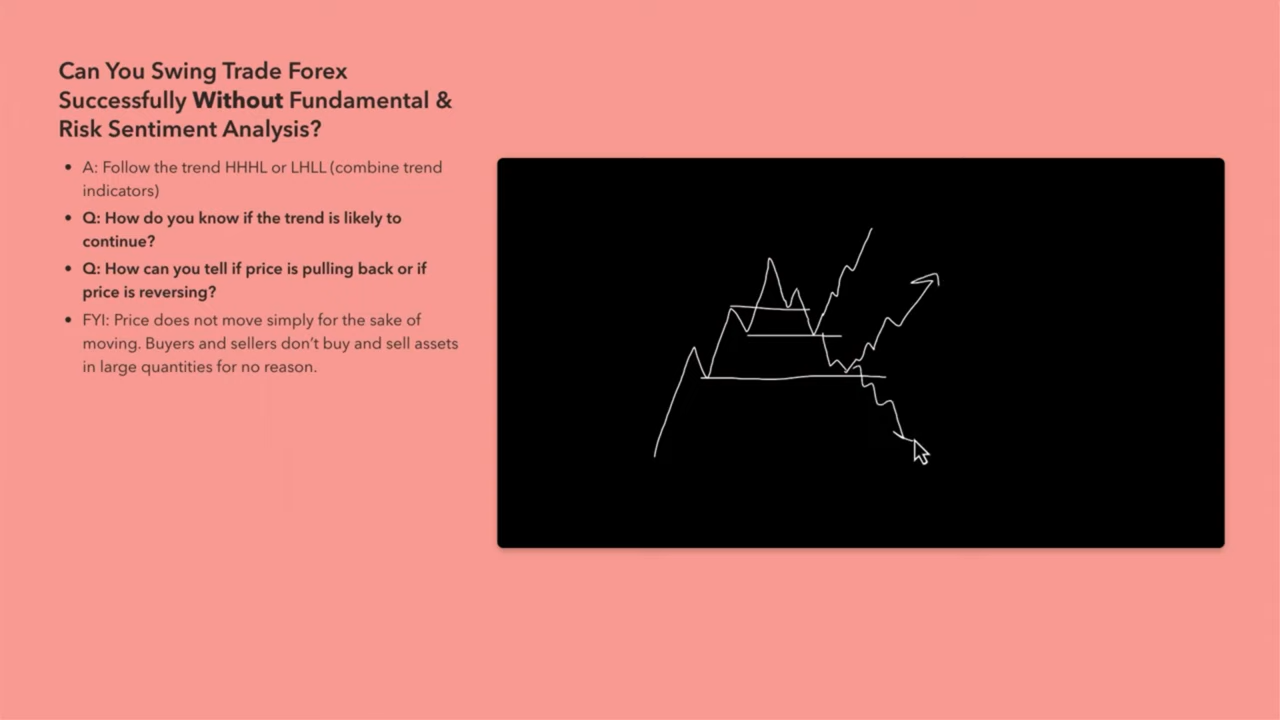 Can You Swing Trade Forex
Successfully Without Fundamental &
Risk Sentiment Analysis?
• A: Follow the trend HHHL or LHLL (combine trend
indicators)
• Q: How do you know if the trend is likely to
continue?
• Q: How can you tell if price is pulling back or if
price is reversing?
• FYI: Price does not move simply for the sake of
moving. Buyers and sellers don’t buy and sell assets
in large quantities for no reason.